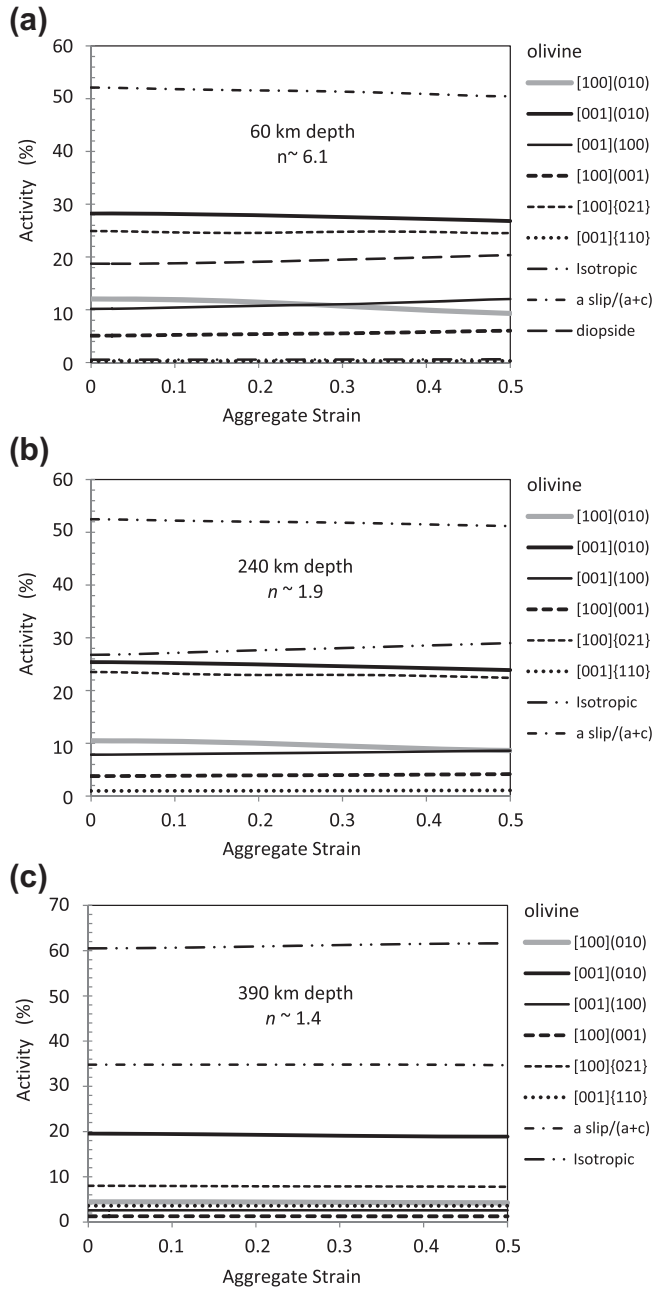 (a)
60
50
40
30
20
10
0
Activity (%)
60 km depth
n~ 6.1
0 0.1 0.2 0.3 0.4 0.5
Aggregate Strain
olivine
[100](010)
[001](010)
[001](100)
[100](001)
[100]{021}
[001]{110}
Isotropic
a slip/(a+c)
diopside
(b)
60
50
40
30
20
10
0
Activity (%)
240 km depth
n ~ 1.9
0 0.1 0.2 0.3 0.4 0.5
Aggregate Strain
olivine
[100](010)
[001](010)
[001](100)
[100](001)
[100]{021}
[001]{110}
Isotropic
a slip/(a+c)
(c)
70
60
50
40
30
20
10
0
Activity (%)
390 km depth
n ~ 1.4
0 0.1 0.2 0.3 0.4 0.5
Aggregate Strain
olivine
[100](010)
[001](010)
[001](100)
[100](001)
[100]{021}
[001]{110}
a slip/(a+c)
Isotropic